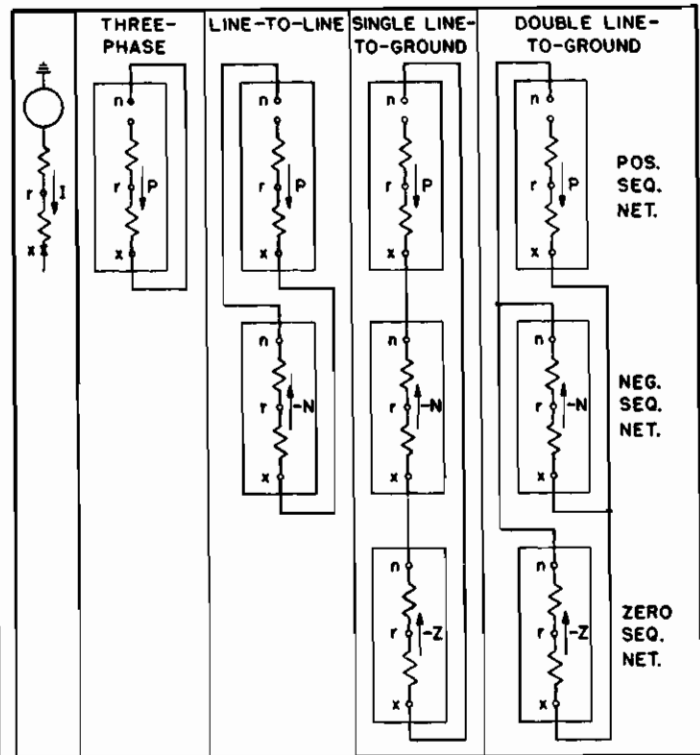 THREE-
PHASE
LINE-TO-LINE
SINGLE LINE-
TO-GROUND
DOUBLE LINE-
TO-GROUND
r
I
x
n
r
P
x
n
r
P
x
n
r
P
x
n
r
P
x
POS.
SEQ.
NET.
n
r
-N
x
n
r
-N
x
n
r
-N
x
NEG.
SEQ.
NET.
n
r
-Z
x
n
r
-Z
x
ZERO
SEQ.
NET.